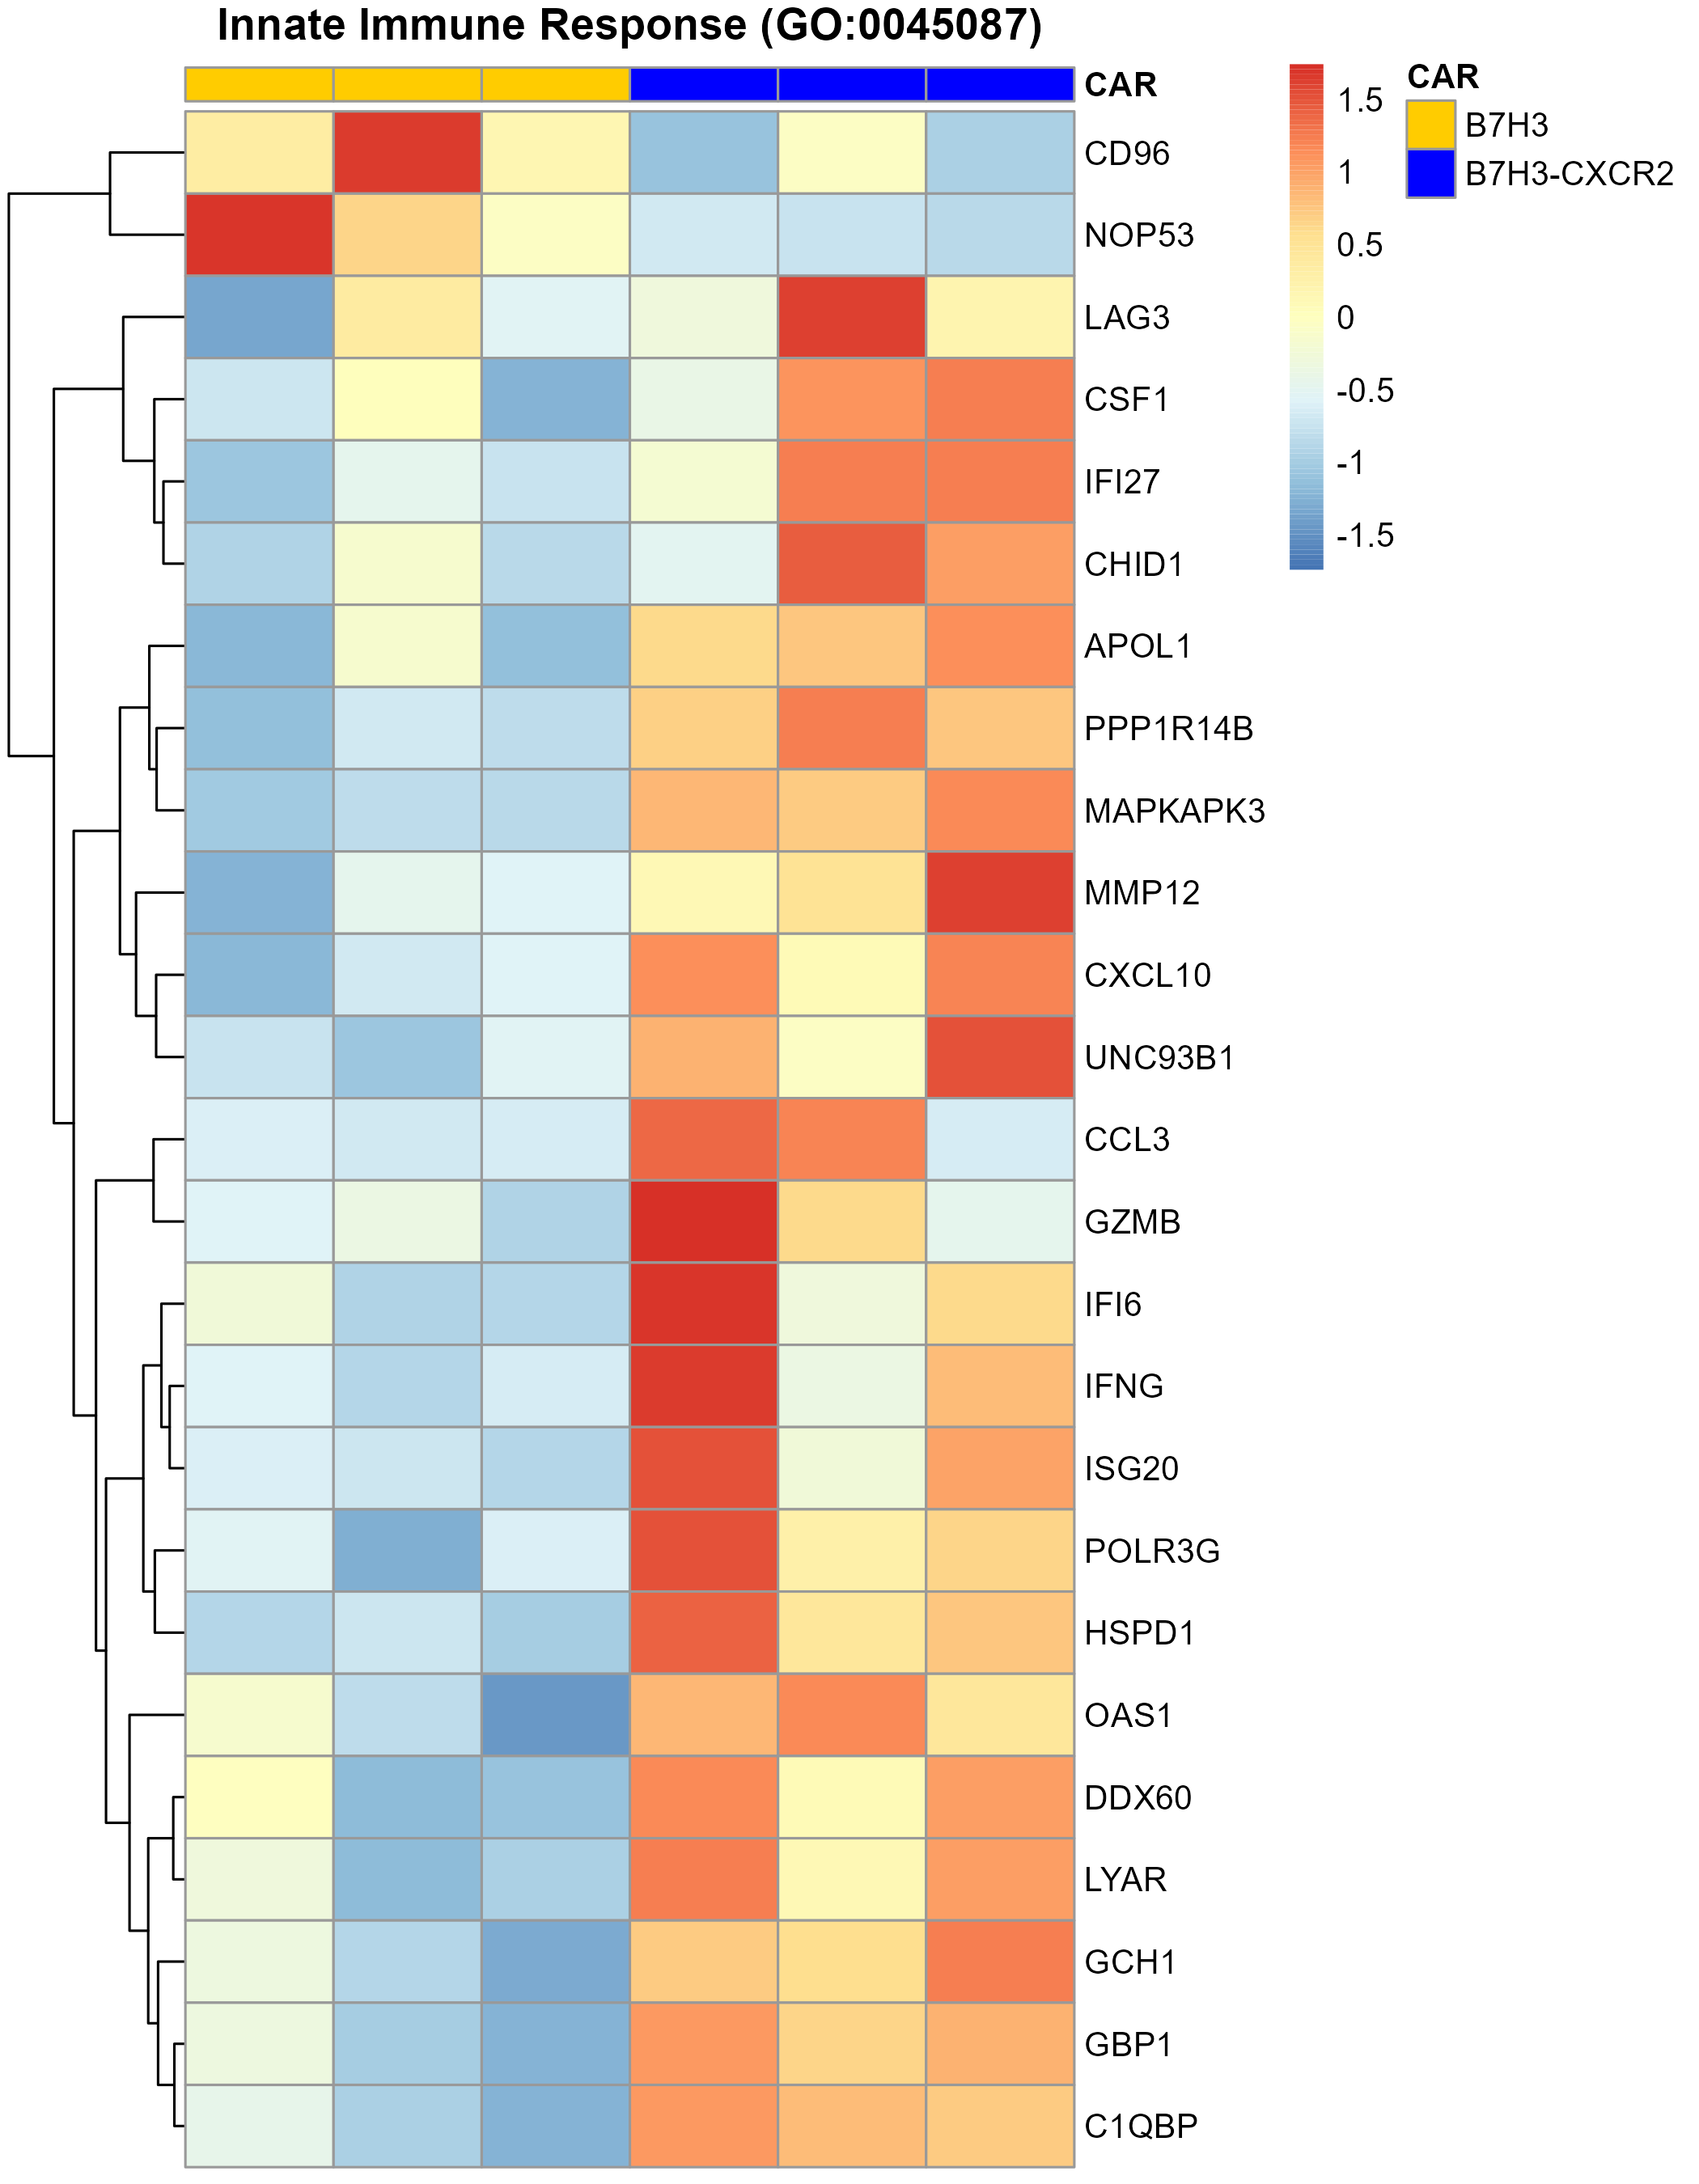 Innate Immune Response (GO:0045087)
CAR
CD96
NOP53
LAG3
CSF1
IFI27
CHID1
APOL1
PPP1R14B
MAPKAPK3
MMP12
CXCL10
UNC93B1
CCL3
GZMB
IFI6
IFNG
ISG20
POLR3G
HSPD1
OAS1
DDX60
LYAR
GCH1
GBP1
C1QBP
1.5
1
0.5
0
-0.5
-1
-1.5
CAR
B7H3
B7H3-CXCR2